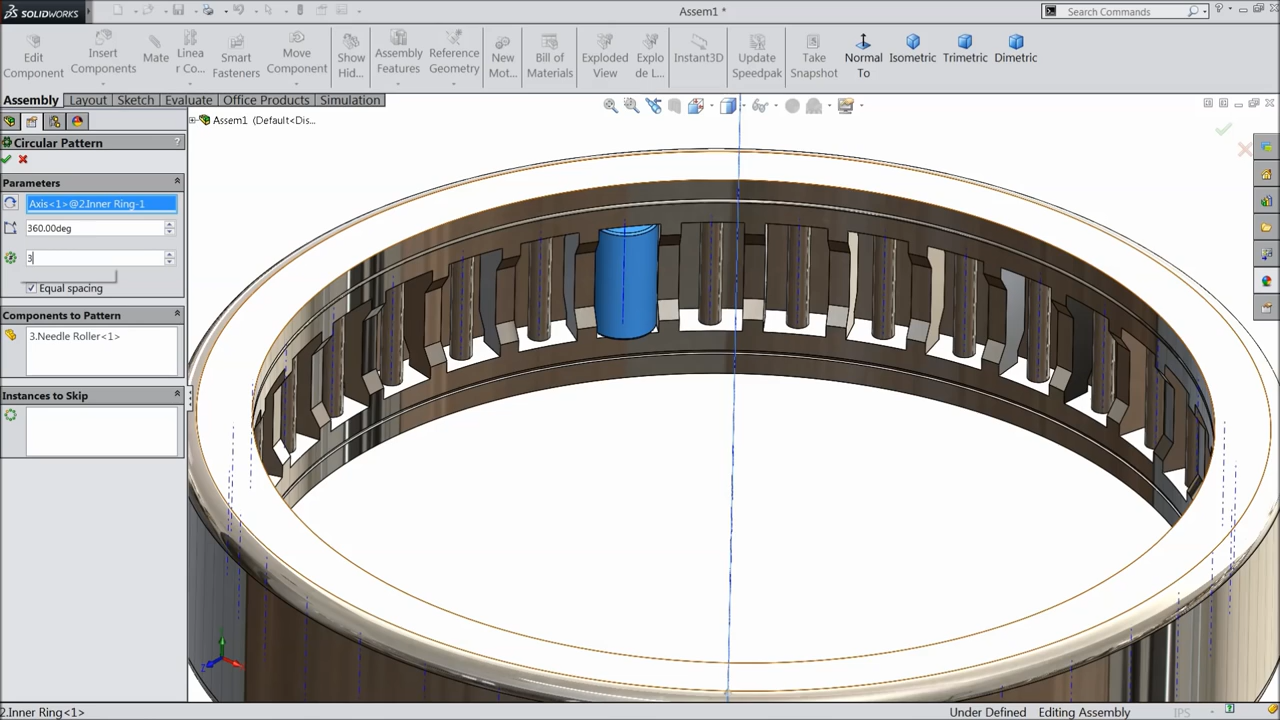 SOLIDWORKS
Assem1 *
Search Commands
Edit Component
Insert Components
Mate
Linea r Co...
Smart Fasteners
Move Component
Show Hid...
Assembly Features
Reference Geometry
New Mot...
Bill of Materials
Exploded View
Explo de L...
Instant3D
Update Speedpak
Take Snapshot
Normal To
Isometric
Trimetric
Dimetric
Assembly
Layout
Sketch
Evaluate
Office Products
Simulation
Assem1 (Default<Dis...
Circular Pattern
?
Parameters
Axis<1>@2.Inner Ring-1
360.00deg
3
Equal spacing
Components to Pattern
3.Needle Roller<1>
Instances to Skip
Z
2.Inner Ring<1>
Under Defined
Editing Assembly
IPS